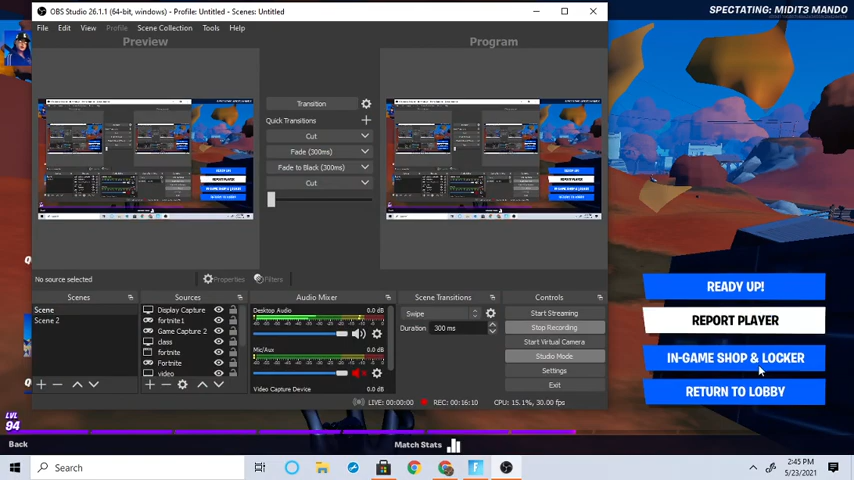 OBS Studio 26.1.1 (64-bit, windows) - Profile: Untitled - Scenes: Untitled
SPECTATING: MIDIT3 MANDO
File Edit View Profile Scene Collection Tools Help
Preview
Program
Transition
Quick Transitions
Cut
Fade (300ms)
Fade to Black (300ms)
Cut
No source selected
Properties
Filters
Scenes
Scene
Scene 2
Sources
Display Capture
fortnite1
Game Capture 2
class
fortnite
Fortnite
video
Audio Mixer
Desktop Audio 0.0 dB
Mic/Aux 0.0 dB
Video Capture Device 0.0 dB
Scene Transitions
Swipe
Duration 300 ms
Controls
Start Streaming
Stop Recording
Start Virtual Camera
Studio Mode
Settings
Exit
LIVE: 00:00:00 REC: 00:16:10 CPU: 15.1%, 30.00 fps
READY UP!
REPORT PLAYER
IN-GAME SHOP & LOCKER
RETURN TO LOBBY
LVL
94
Back
Match Stats
Search
2:45 PM
5/23/2021